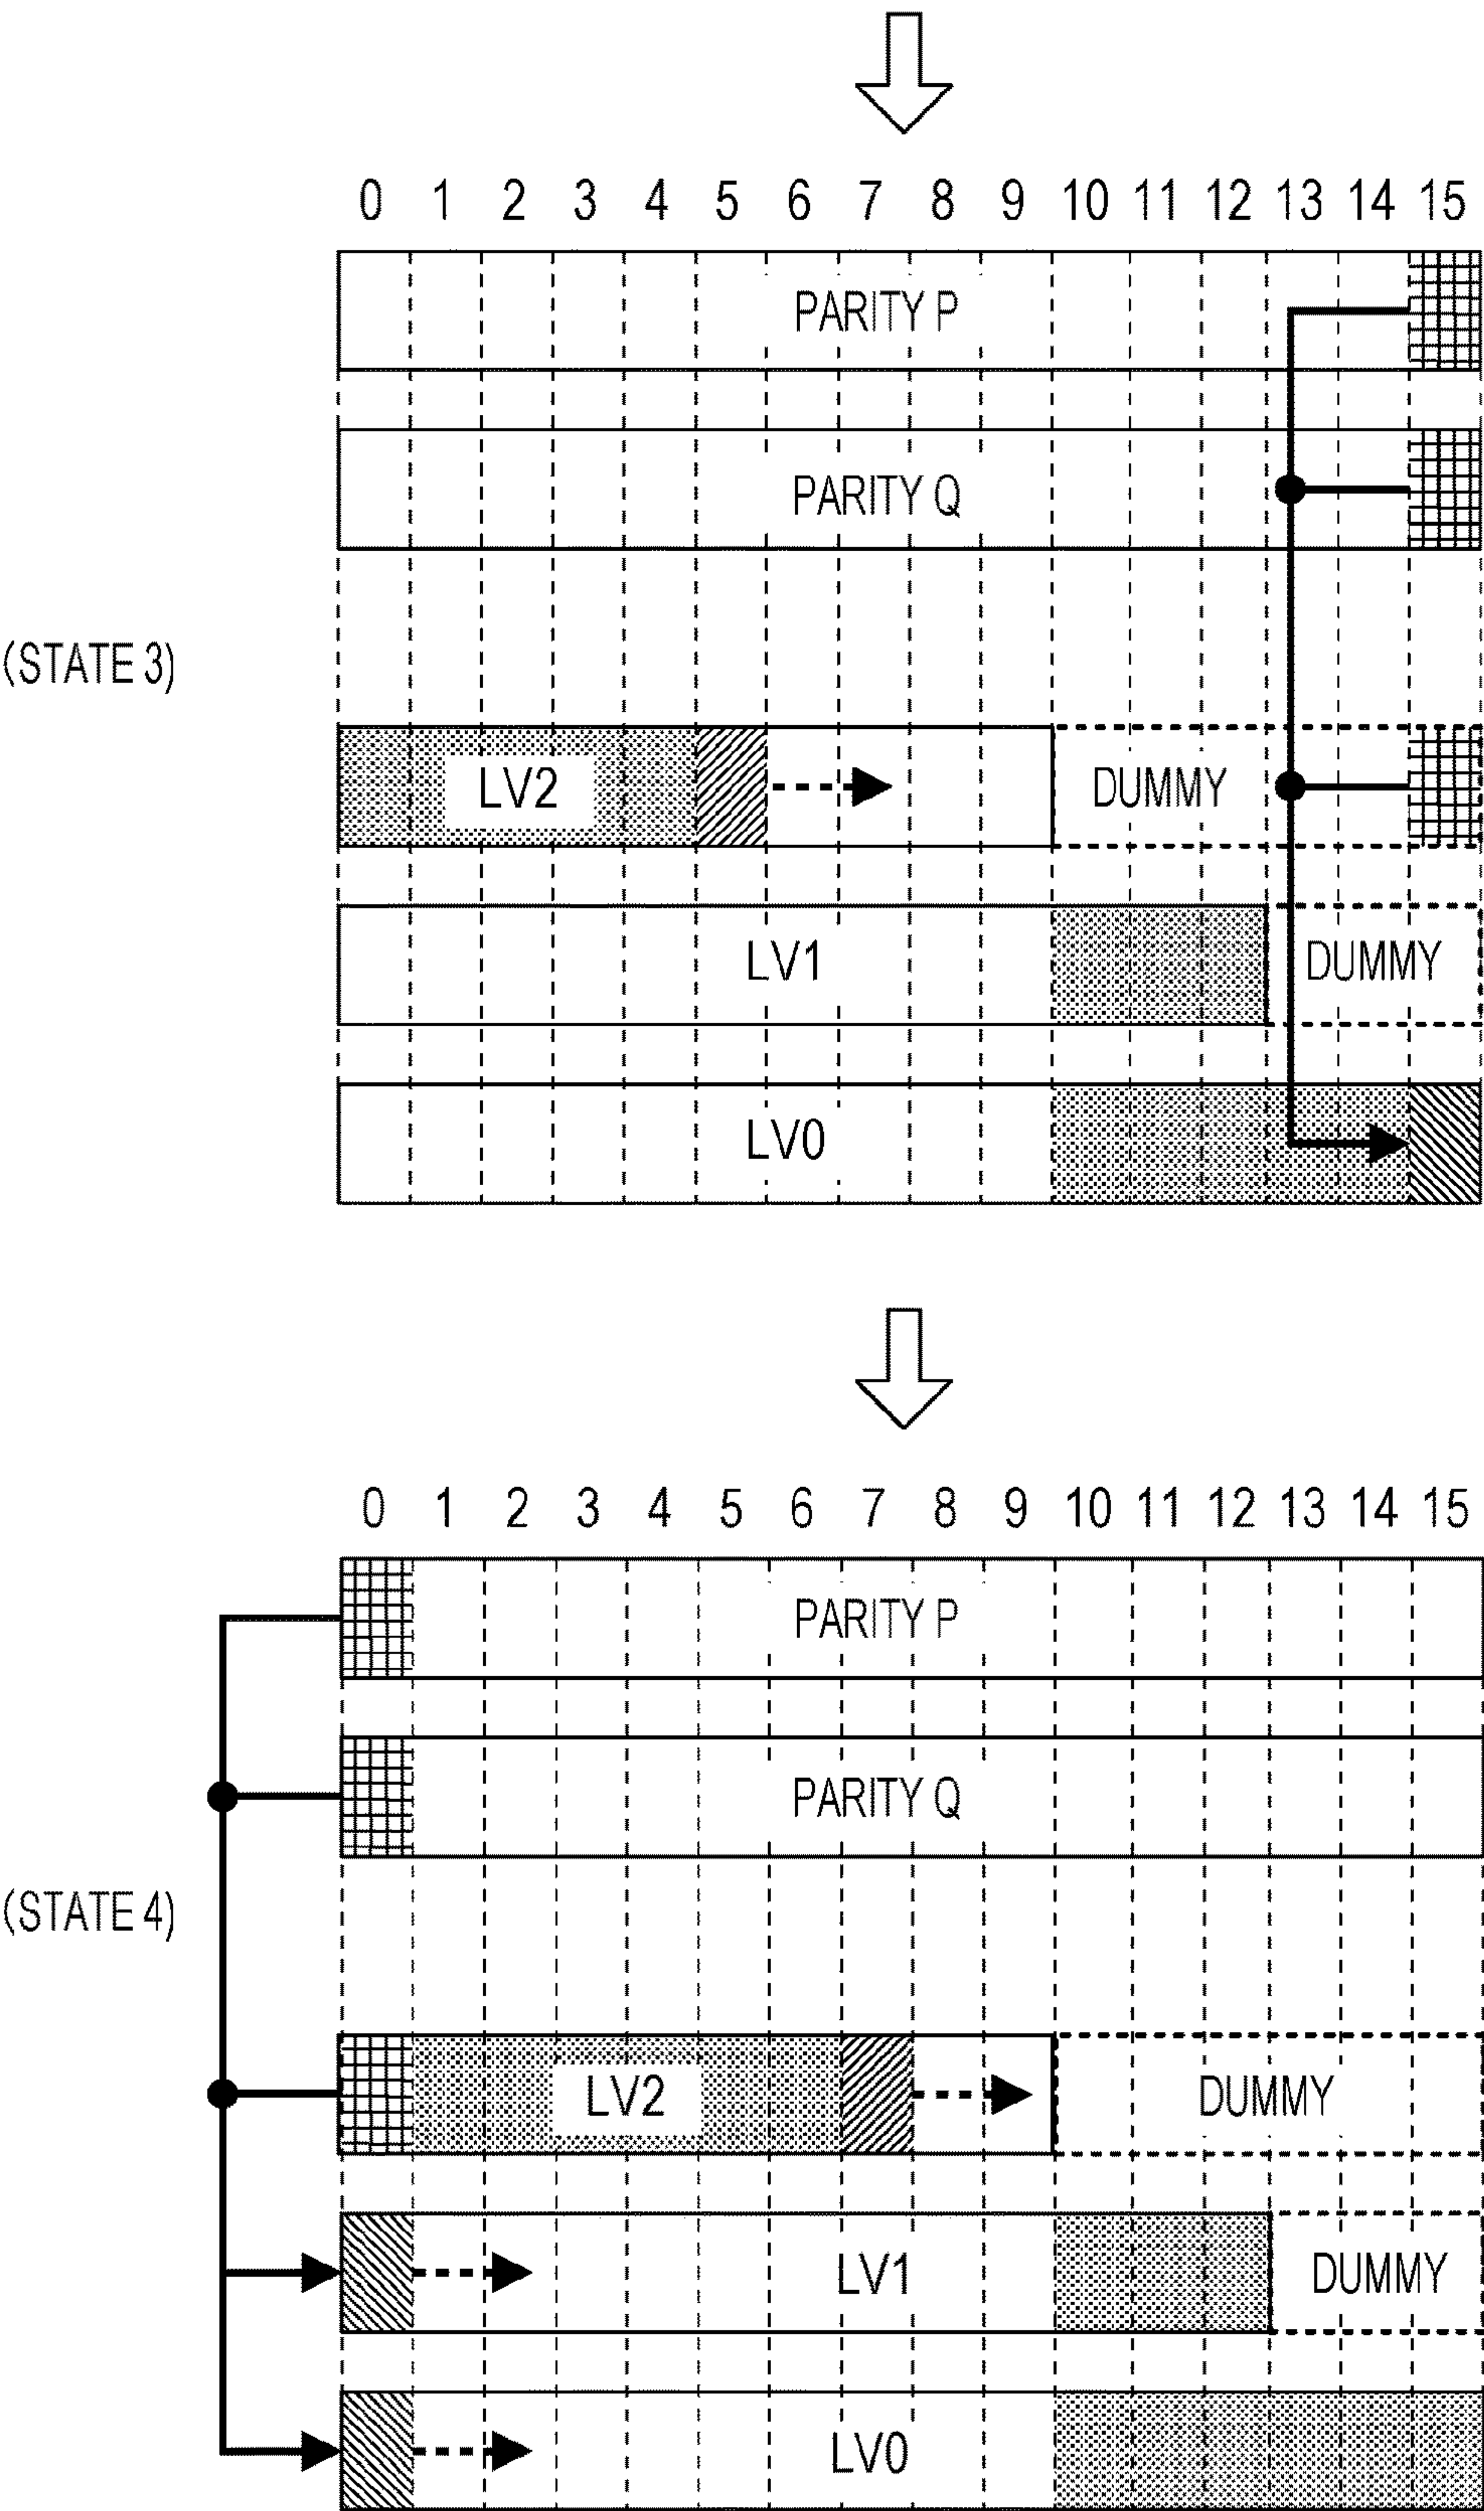 0 1 2 3 4 5 6 7 8 9 10 11 12 13 14 15
PARITY P
PARITY Q
(STATE 3)
LV2 DUMMY
LV1 DUMMY
LV0
0 1 2 3 4 5 6 7 8 9 10 11 12 13 14 15
PARITY P
PARITY Q
(STATE 4)
LV2 DUMMY
LV1 DUMMY
LV0